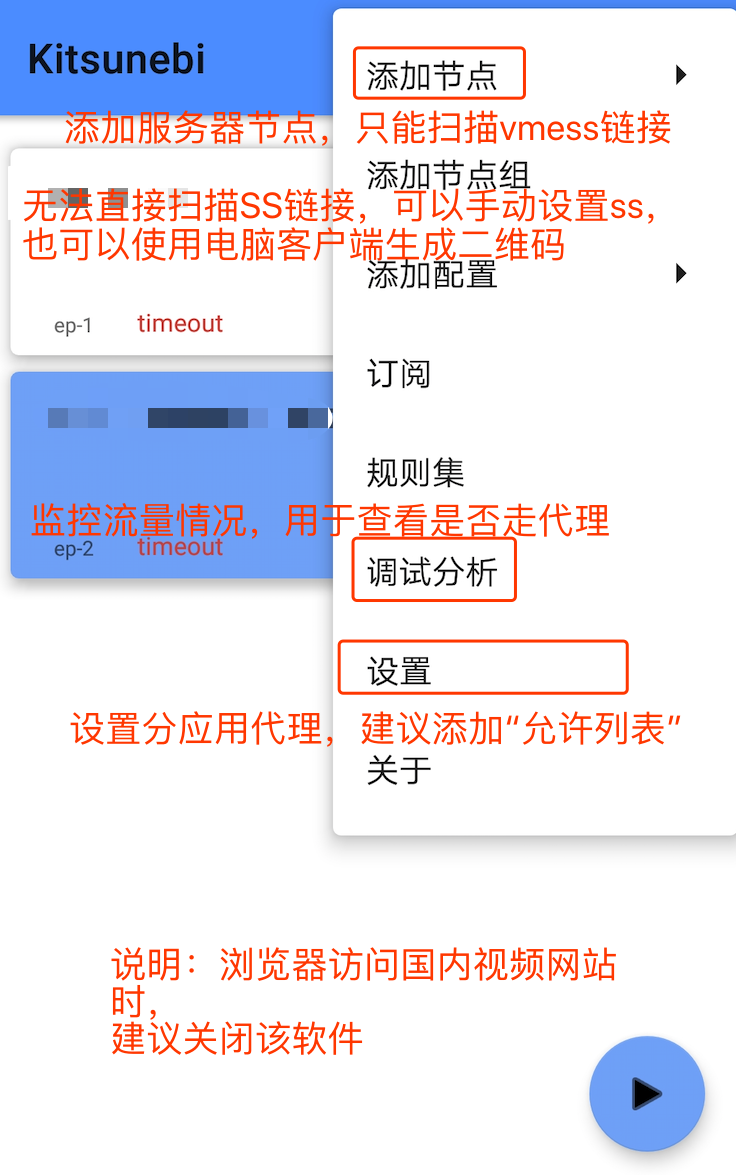 Kitsunebi
添加节点
添加服务器节点，只能扫描vmess链接
添加节点组
无法直接扫描SS链接，可以手动设置ss，
也可以使用电脑客户端生成二维码
添加配置
ep-1 timeout
订阅
规则集
监控流量情况，用于查看是否走代理
ep-2 timeout
调试分析
设置
设置分应用代理，建议添加“允许列表”
关于
说明：浏览器访问国内视频网站
时，
建议关闭该软件